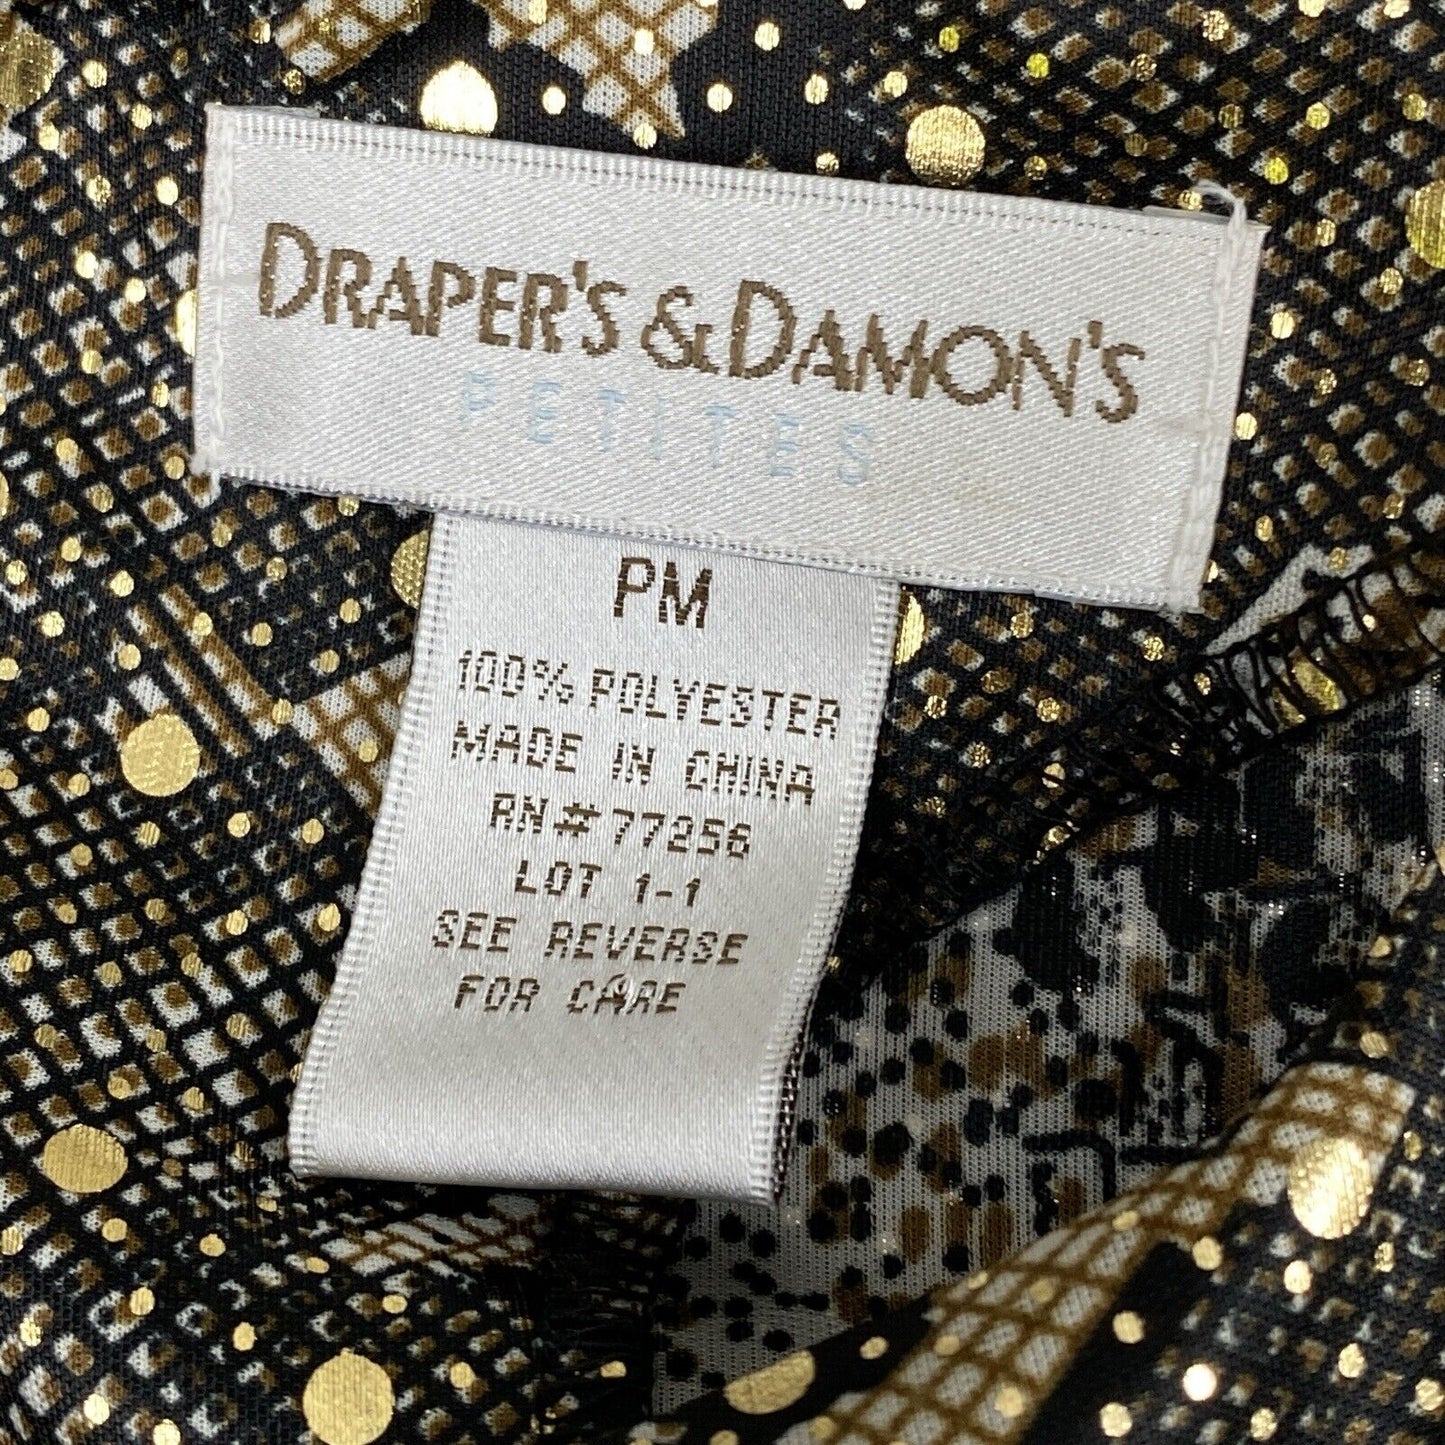 DRAPER'S & DAMON'S
PETITES
PM
100% POLYESTER
MADE IN CHINA
RN# 77256
LOT 1-1
SEE REVERSE
FOR CARE